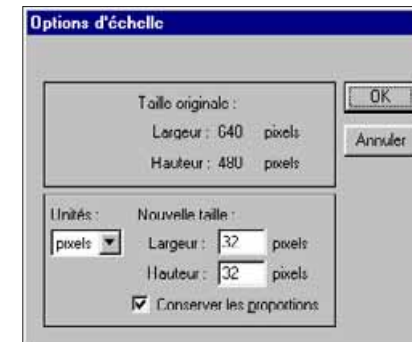 Options d'échelle
Taille originale :
Largeur : 640 pixels
Hauteur : 480 pixels
OK
Annuler
Unités : Nouvelle taille :
pixels Largeur : 32 pixels
Hauteur : 32 pixels
Conserver les proportions